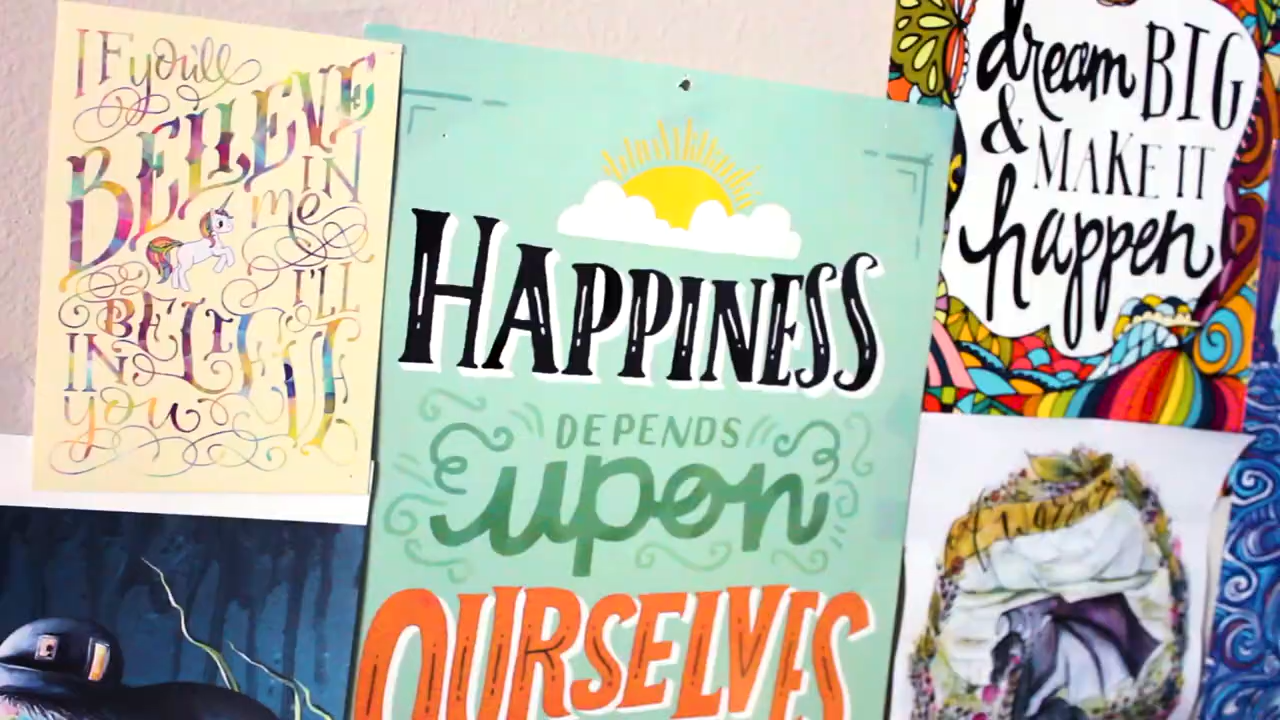 IF you'll
BELIEVE
IN
me
I'LL
BELIEVE
IN
you
HAPPINESS
DEPENDS
upon
OURSELVES
dream BIG
& MAKE IT
happen